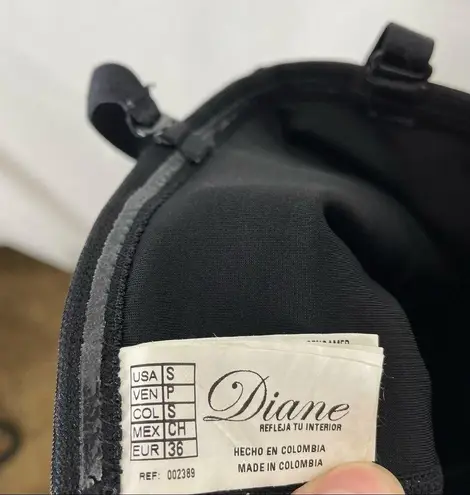 USA S
VEN P
COL S
MEX CH
EUR 36
REF: 002389
Diane
REFLEJA TU INTERIOR
HECHO EN COLOMBIA
MADE IN COLOMBIA